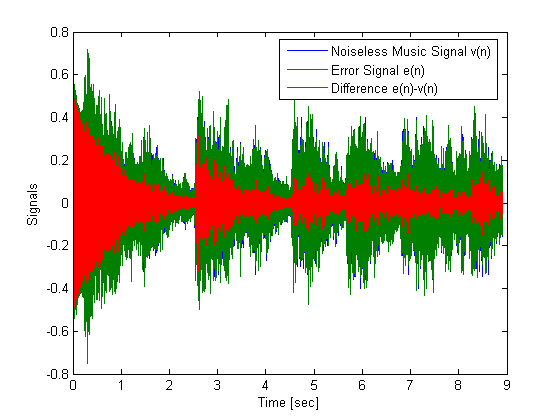 0.8
0.6
0.4
0.2
0
-0.2
-0.4
-0.6
-0.8
Signals
Noiseless Music Signal v(n)
Error Signal e(n)
Difference e(n)-v(n)
0 1 2 3 4 5 6 7 8 9
Time [sec]